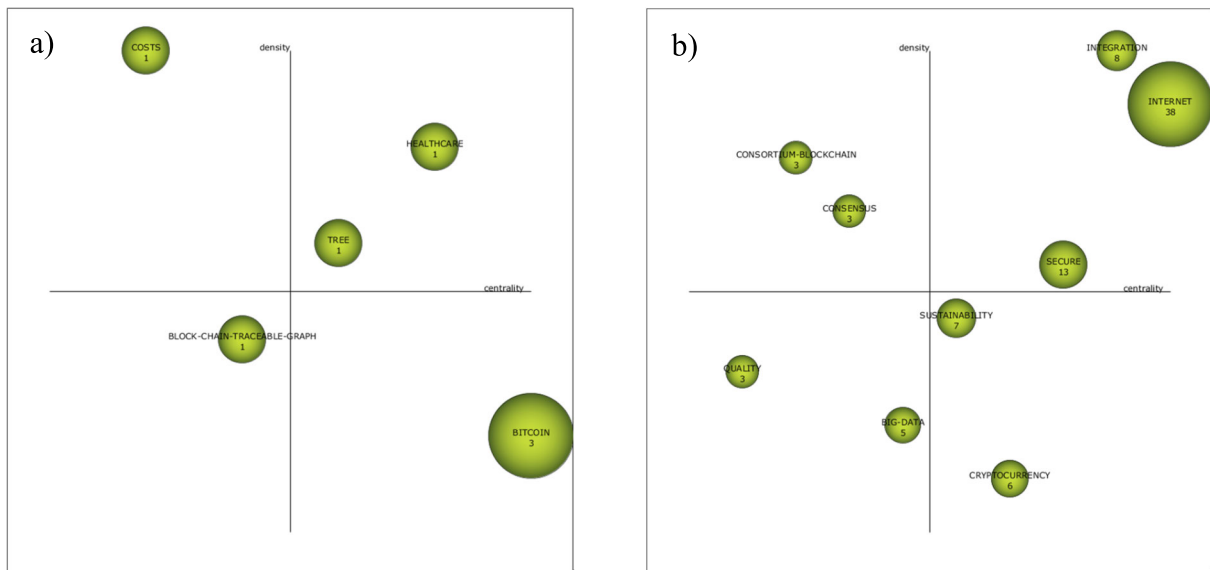 a)
density
COSTS
1
HEALTHCARE
1
TREE
1
centrality
BLOCK-CHAIN-TRACEABLE-GRAPH
1
BITCOIN
3
b)
density
INTEGRATION
8
INTERNET
38
CONSORTIUM-BLOCKCHAIN
3
CONSENSUS
3
SECURE
13
centrality
SUSTAINABILITY
7
QUALITY
3
BIG-DATA
5
CRYPTOCURRENCY
6